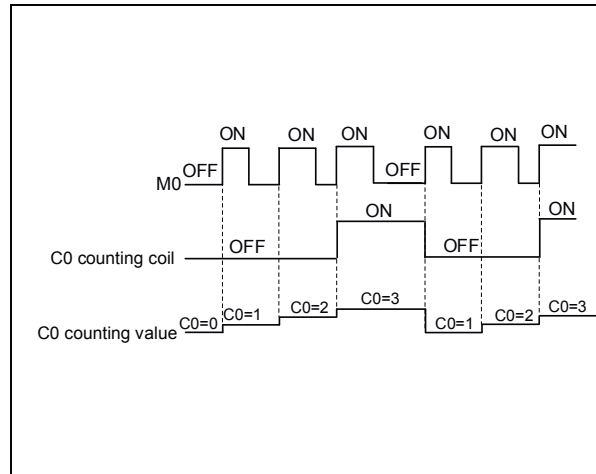 ON ON ON ON ON ON
OFF OFF
M0
ON ON
OFF OFF
C0 counting coil
C0=0 C0=1 C0=2 C0=3 C0=1 C0=2 C0=3
C0 counting value